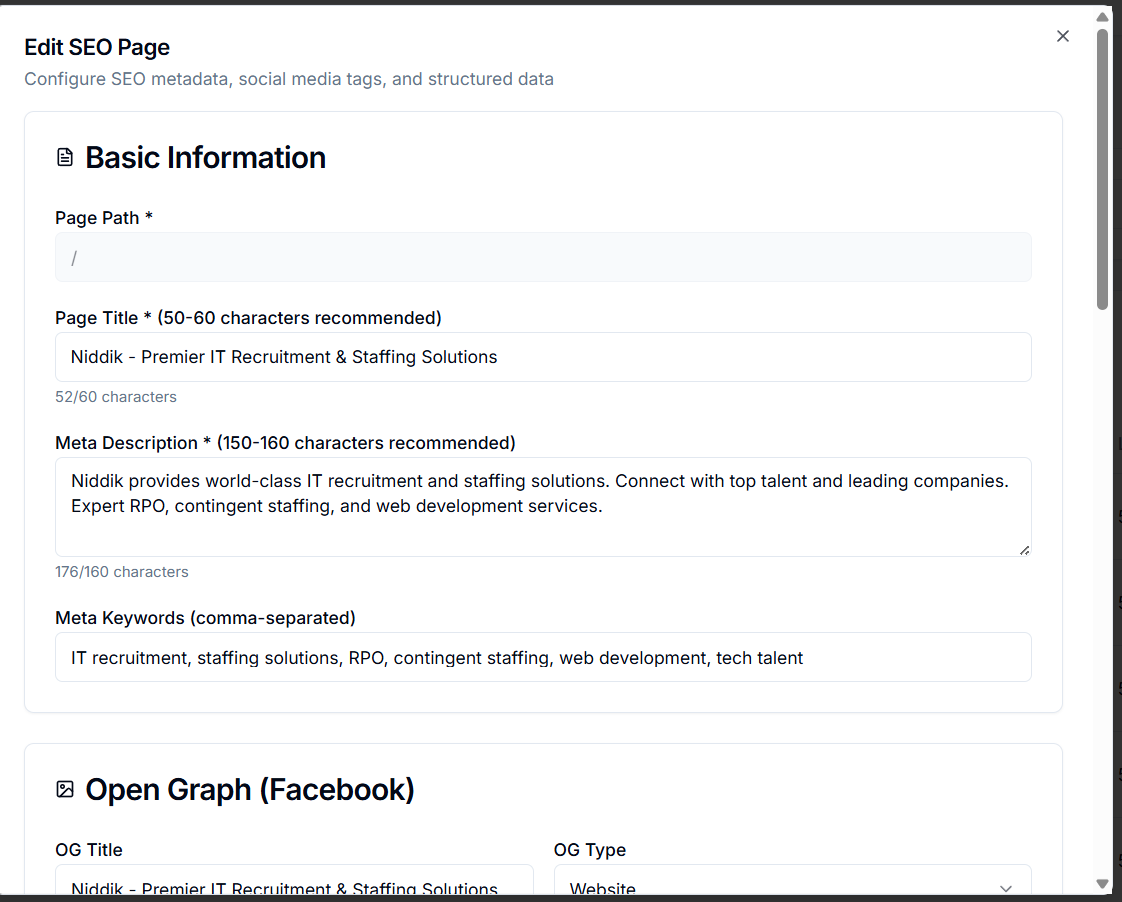 Edit SEO Page
Configure SEO metadata, social media tags, and structured data
Basic Information
Page Path *
/
Page Title * (50-60 characters recommended)
Niddik - Premier IT Recruitment & Staffing Solutions
52/60 characters
Meta Description * (150-160 characters recommended)
Niddik provides world-class IT recruitment and staffing solutions. Connect with top talent and leading companies.
Expert RPO, contingent staffing, and web development services.
176/160 characters
Meta Keywords (comma-separated)
IT recruitment, staffing solutions, RPO, contingent staffing, web development, tech talent
Open Graph (Facebook)
OG Title
OG Type
Niddik - Premier IT Recruitment & Staffing Solutions
Website